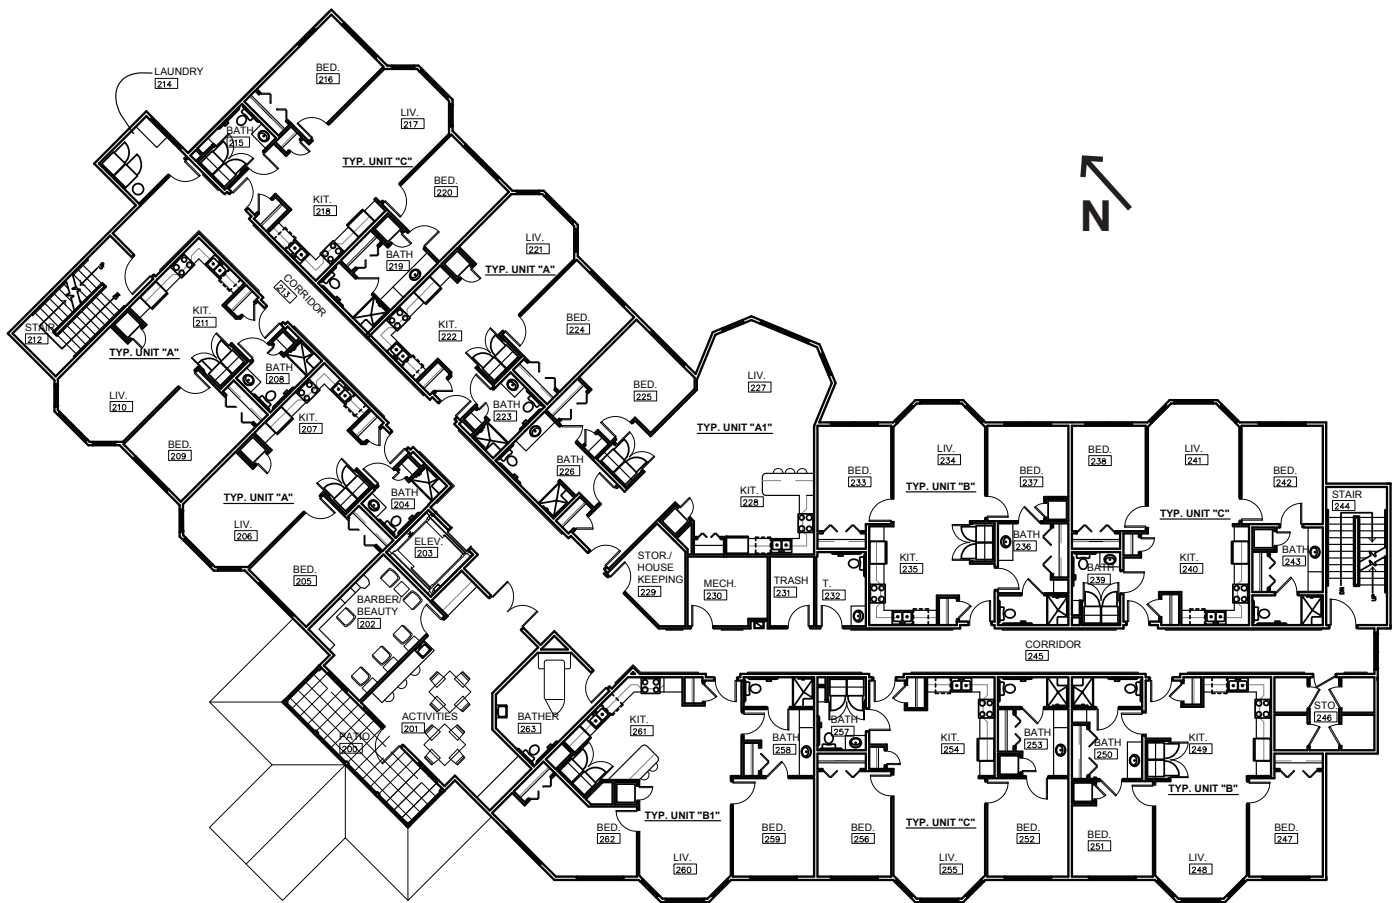 LAUNDRY
214
BED.
216
LIV.
217
BATH
215
TYP. UNIT "C"
KIT.
218
BED.
220
BATH
219
LIV.
221
TYP. UNIT "A"
KIT.
222
BED.
224
BATH
223
N
CORRIDOR
213
STAIR
212
KIT.
211
TYP. UNIT "A"
BATH
208
LIV.
210
BED.
209
KIT.
207
TYP. UNIT "A"
BATH
204
LIV.
206
BED.
205
ELEV.
203
BED.
225
BATH
226
LIV.
227
TYP. UNIT "A1"
KIT.
228
STOR./
HOUSE
KEEPING
229
MECH.
230
TRASH
231
T.
232
BED.
233
LIV.
234
TYP. UNIT "B"
KIT.
235
BED.
237
BATH
236
BED.
238
BATH
239
LIV.
241
TYP. UNIT "C"
KIT.
240
BED.
242
BATH
243
STAIR
244
DN
UP
CORRIDOR
245
BARBER/
BEAUTY
202
ACTIVITIES
201
PATIO
200
BATHER
263
KIT.
261
BATH
258
TYP. UNIT "B1"
BED.
262
LIV.
260
BED.
259
BATH
257
KIT.
254
BATH
253
BED.
256
TYP. UNIT "C"
LIV.
255
BED.
252
BATH
250
KIT.
249
TYP. UNIT "B"
BED.
251
LIV.
248
BED.
247
STO.
246